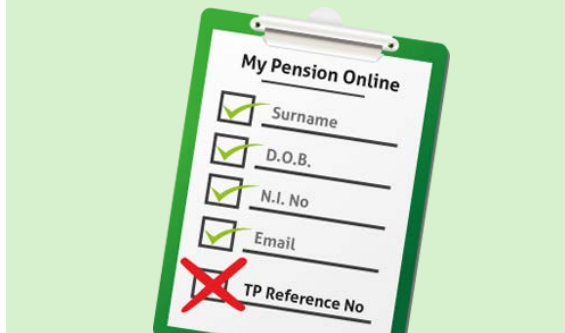 My Pension Online
Surname
D.O.B.
N.I. No
Email
TP Reference No